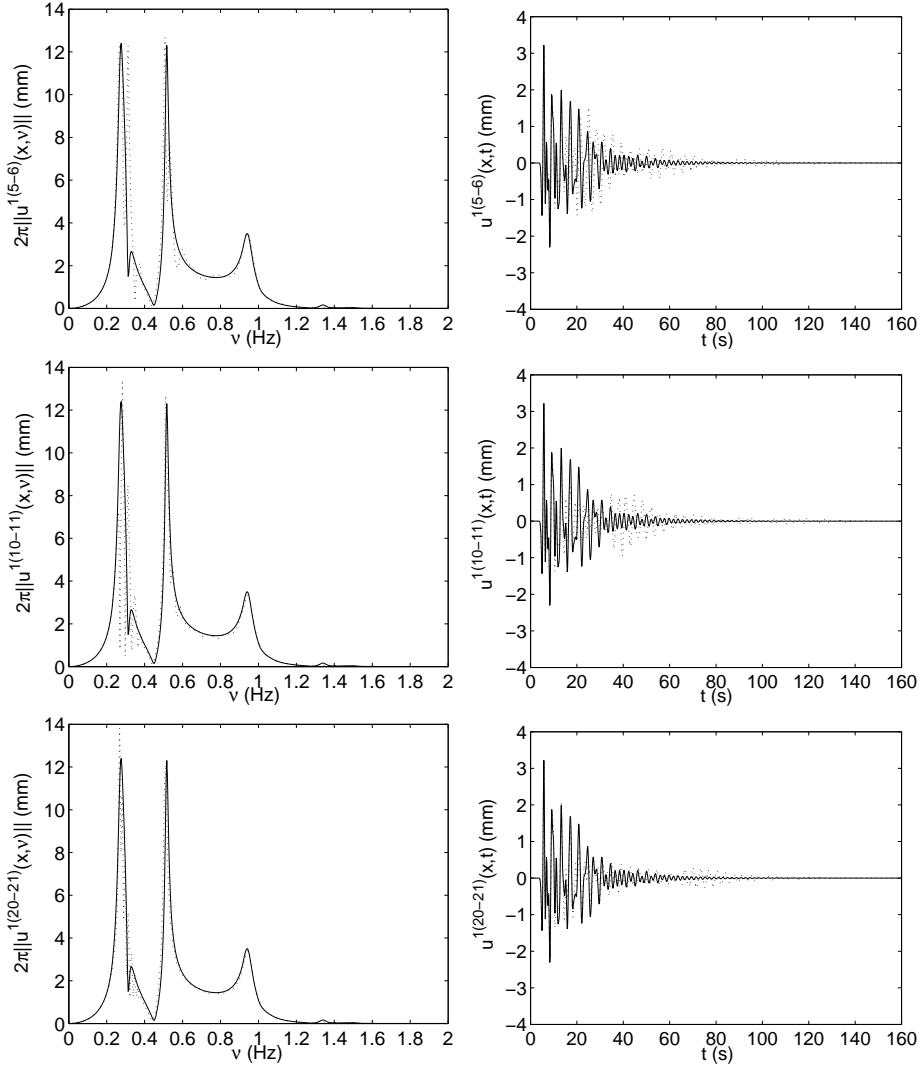 14
12
10
8
6
4
2
0
2π||u^1(5−6)(x,ν)|| (mm)
0 0.2 0.4 0.6 0.8 1 1.2 1.4 1.6 1.8 2
ν (Hz)
4
3
2
1
0
−1
−2
−3
−4
u^1(5−6)(x,t) (mm)
0 20 40 60 80 100 120 140 160
t (s)
14
12
10
8
6
4
2
0
2π||u^1(10−11)(x,ν)|| (mm)
0 0.2 0.4 0.6 0.8 1 1.2 1.4 1.6 1.8 2
ν (Hz)
4
3
2
1
0
−1
−2
−3
−4
u^1(10−11)(x,t) (mm)
0 20 40 60 80 100 120 140 160
t (s)
14
12
10
8
6
4
2
0
2π||u^1(20−21)(x,ν)|| (mm)
0 0.2 0.4 0.6 0.8 1 1.2 1.4 1.6 1.8 2
ν (Hz)
4
3
2
1
0
−1
−2
−3
−4
u^1(20−21)(x,t) (mm)
0 20 40 60 80 100 120 140 160
t (s)